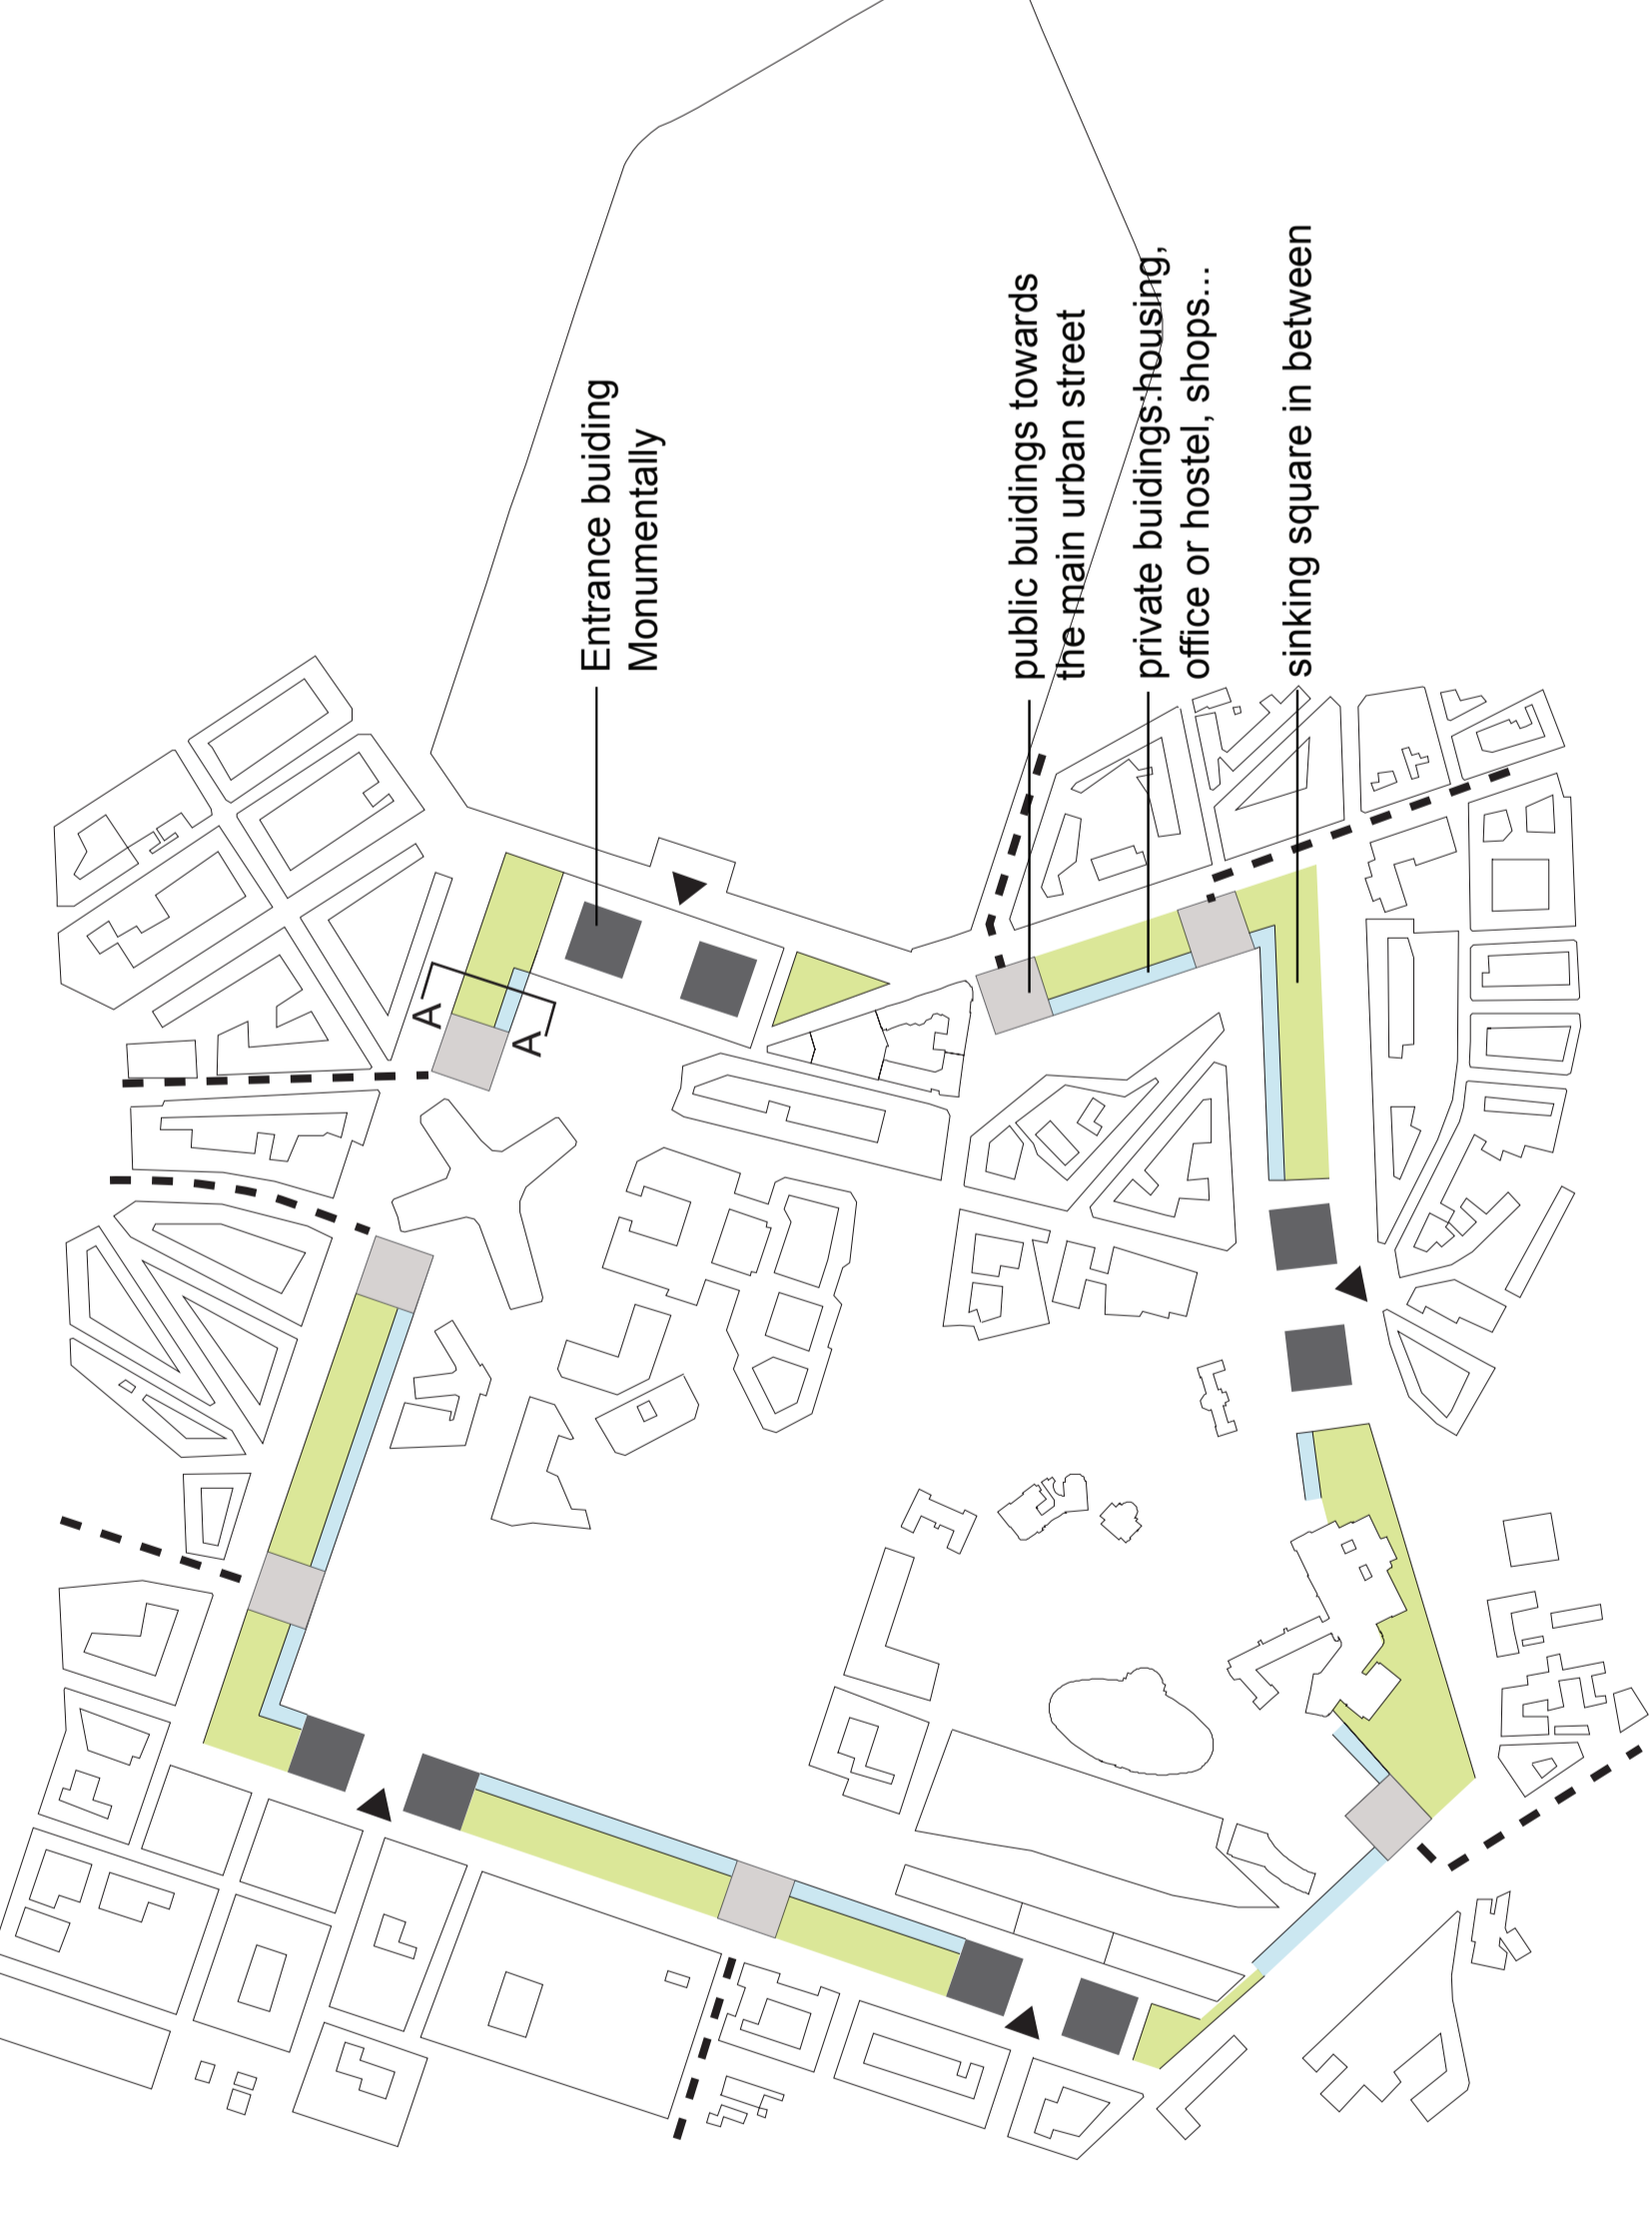 Entrance buiding
Monumentally
public buidings towards
the main urban street
private buidings:housing,
office or hostel, shops...
sinking square in between
A
A